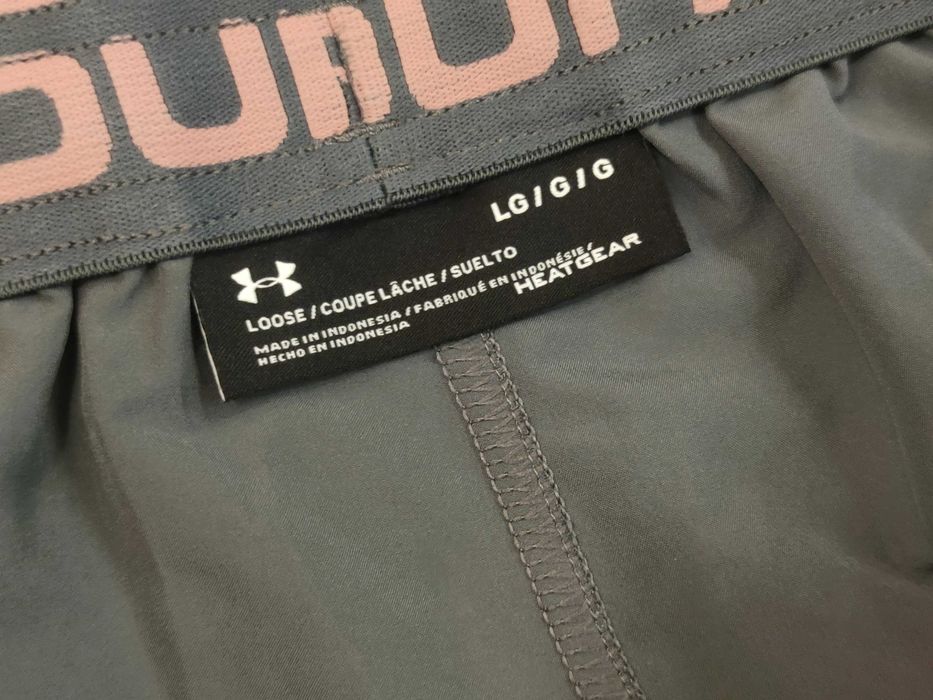 LG / G / G
LOOSE / COUPE LÂCHE / SUELTO
MADE IN INDONESIA / FABRIQUÉ EN INDONÉSIE /
HECHO EN INDONESIA
HEATGEAR